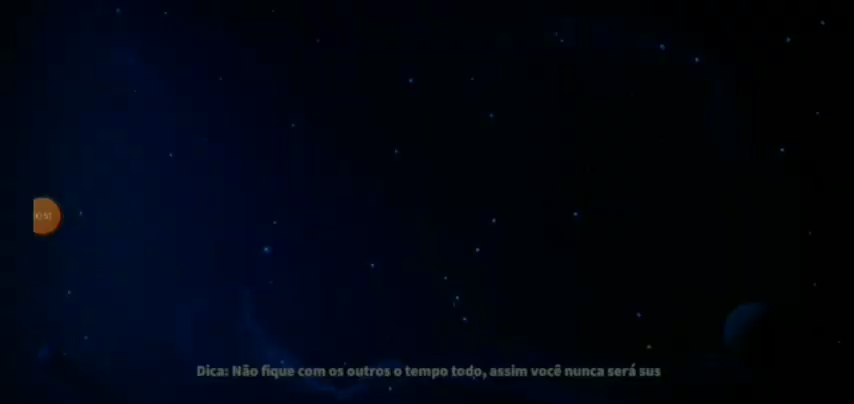 Dica: Não fique com os outros o tempo todo, assim você nunca será sus